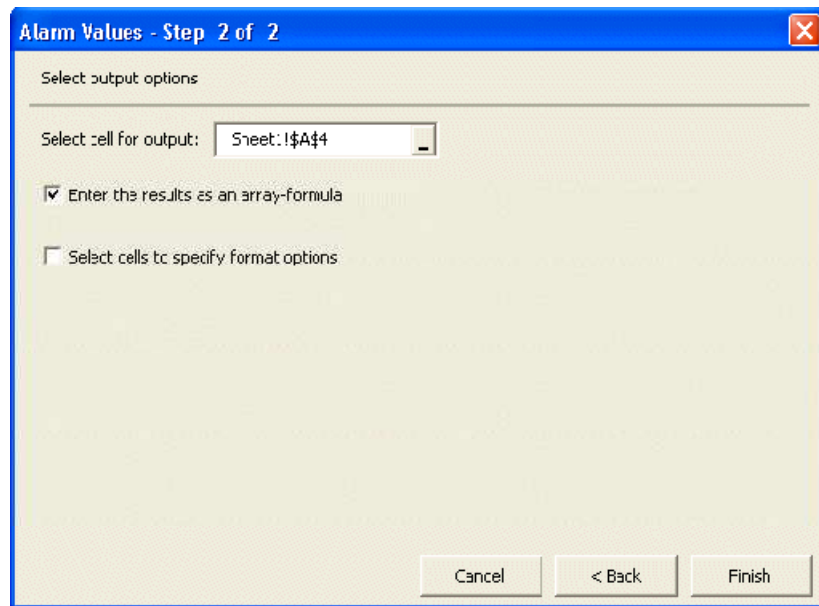 Alarm Values - Step 2 of 2
Select output options
Select cell for output: Sheet1!$A$4
Enter the results as an array-formula
Select cells to specify format options
Cancel < Back Finish